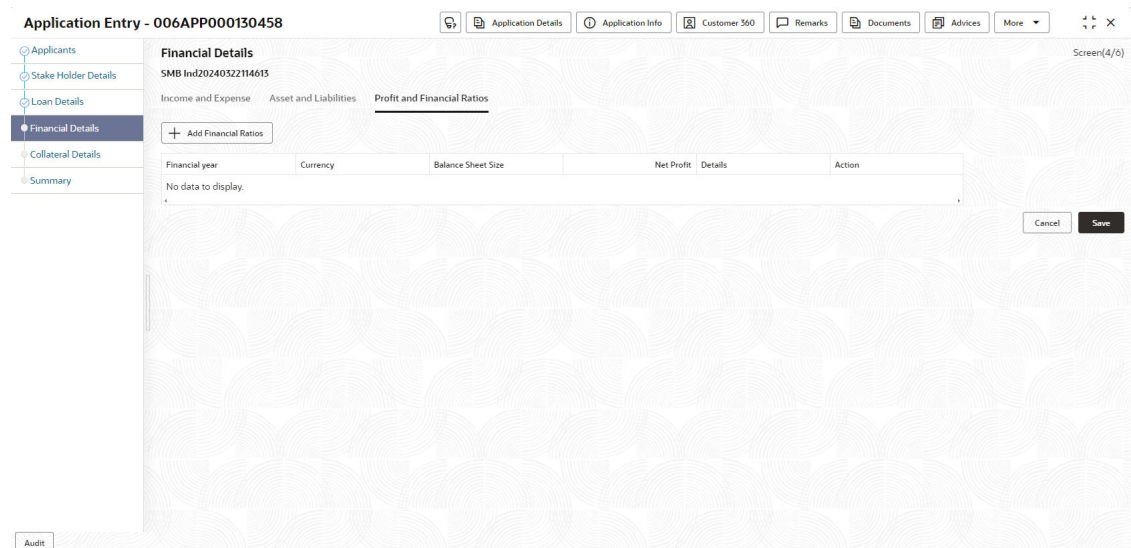 Application Entry - 006APP000130458
Application Details
Application Info
Customer 360
Remarks
Documents
Advices
More
Applicants
Stake Holder Details
Loan Details
Financial Details
Collateral Details
Summary
Financial Details
Screen(4/6)
SMB Ind20240322114613
Income and Expense Asset and Liabilities Profit and Financial Ratios
Add Financial Ratios
Financial year Currency Balance Sheet Size Net Profit Details Action
No data to display.
Cancel Save
Audit